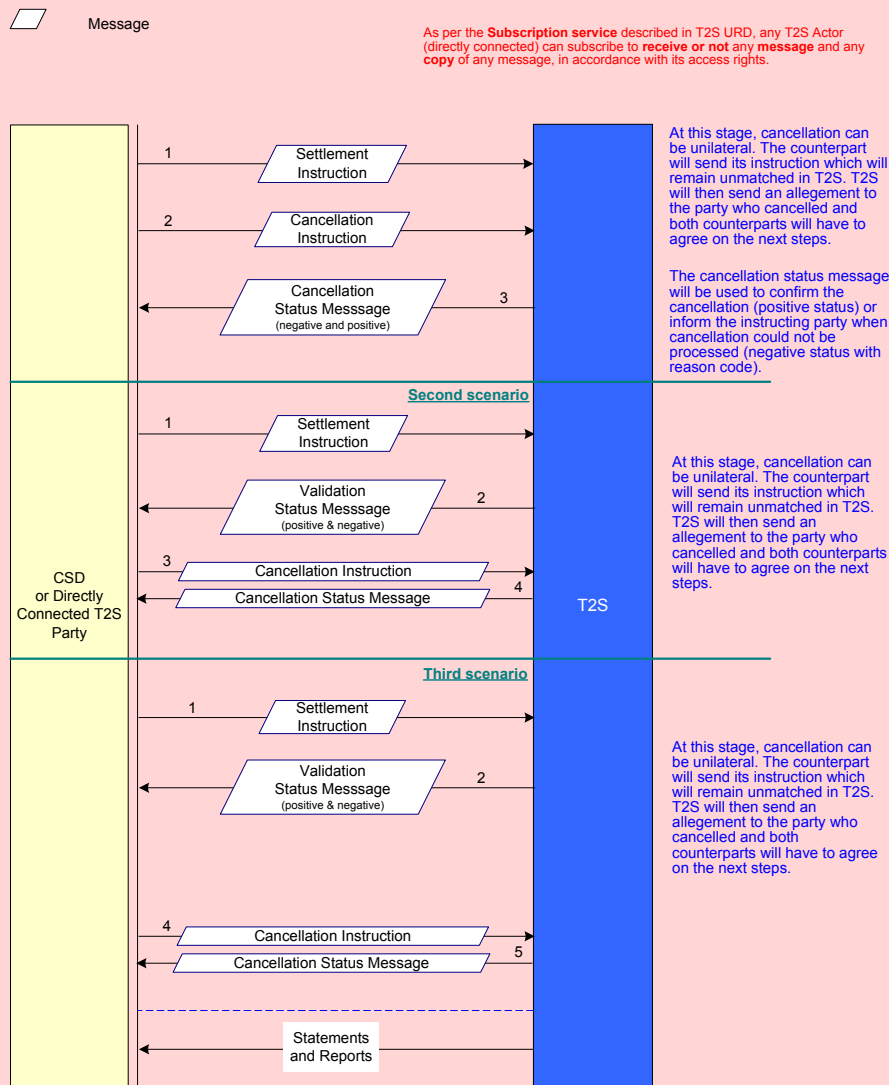 Message
As per the Subscription service described in T2S URD, any T2S Actor
(directly connected) can subscribe to receive or not any message and any
copy of any message, in accordance with its access rights.
1
Settlement
Instruction
At this stage, cancellation can
be unilateral. The counterpart
will send its instruction which will
remain unmatched in T2S. T2S
will then send an allegement to
the party who cancelled and
both counterparts will have to
agree on the next steps.
2
Cancellation
Instruction
Cancellation
Status Messsage
(negative and positive)
3
The cancellation status message
will be used to confirm the
cancellation (positive status) or
inform the instructing party when
cancellation could not be
processed (negative status with
reason code).
Second scenario
1
Settlement
Instruction
Validation
Status Messsage
(positive & negative)
2
At this stage, cancellation can
be unilateral. The counterpart
will send its instruction which
will remain unmatched in T2S.
T2S will then send an
allegement to the party who
cancelled and both counterparts
will have to agree on the next
steps.
3
Cancellation Instruction
Cancellation Status Message
4
CSD
or Directly
Connected T2S
Party
T2S
Third scenario
1
Settlement
Instruction
Validation
Status Messsage
(positive & negative)
2
At this stage, cancellation can
be unilateral. The counterpart
will send its instruction which
will remain unmatched in T2S.
T2S will then send an
allegement to the party who
cancelled and both
counterparts will have to agree
on the next steps.
4
Cancellation Instruction
Cancellation Status Message
5
Statements
and Reports